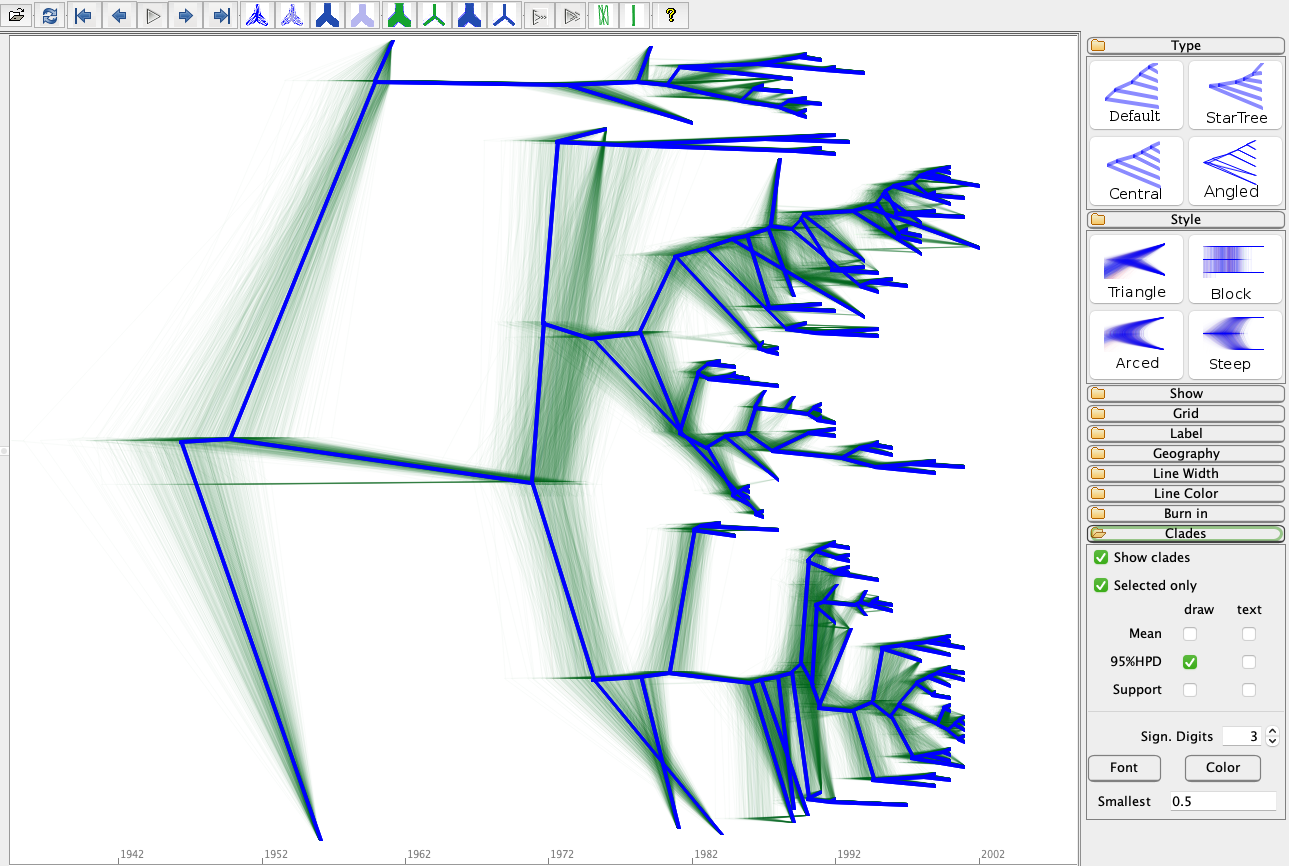 ?
Type
Default
StarTree
Central
Angled
Style
Triangle
Block
Arced
Steep
Show
Grid
Label
Geography
Line Width
Line Color
Burn in
Clades
Show clades
Selected only
draw text
Mean
95%HPD
Support
Sign. Digits 3
Font Color
Smallest 0.5
1942 1952 1962 1972 1982 1992 2002